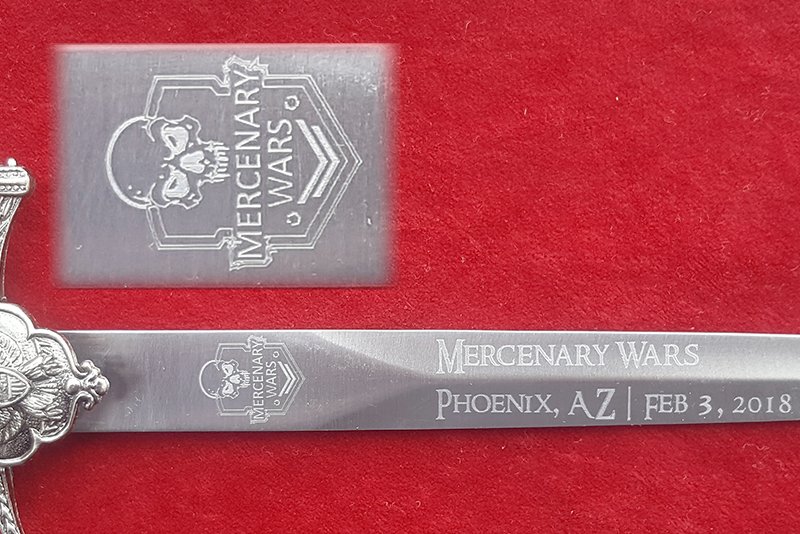 MERCENARY
WARS
MERCENARY
WARS
MERCENARY WARS
PHOENIX, AZ | FEB 3, 2018